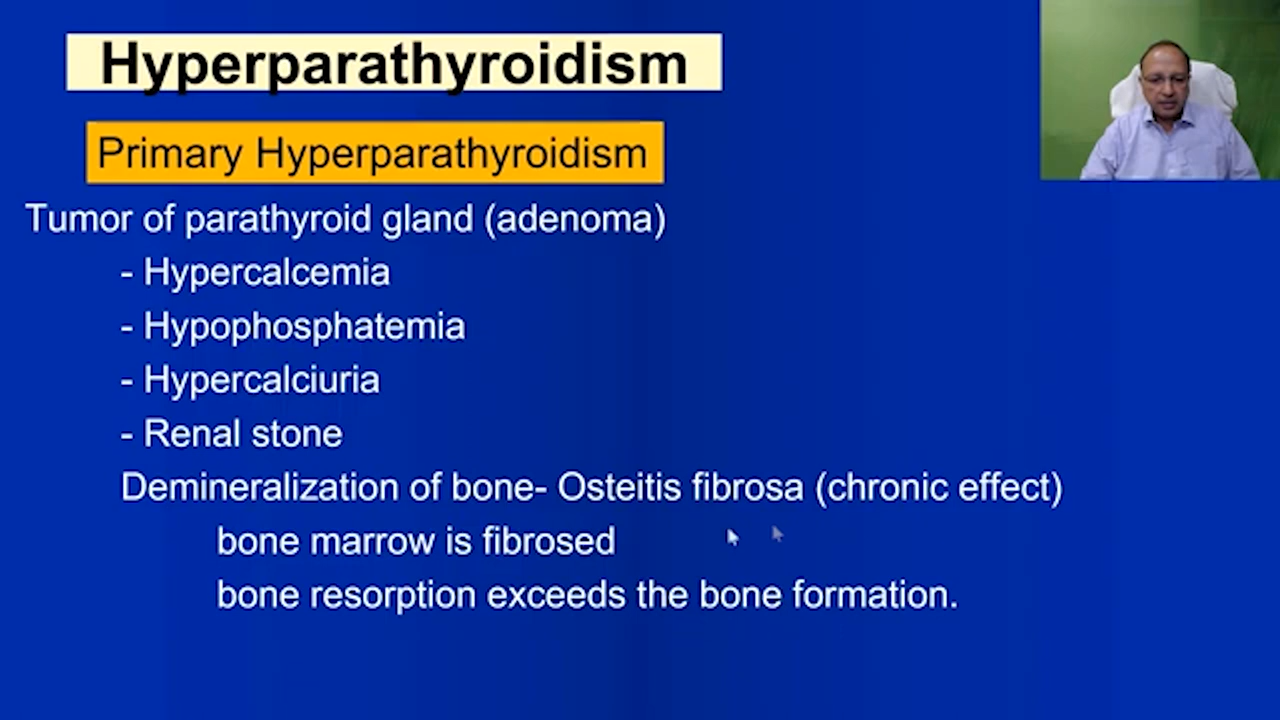 Hyperparathyroidism
Primary Hyperparathyroidism
Tumor of parathyroid gland (adenoma)
- Hypercalcemia
- Hypophosphatemia
- Hypercalciuria
- Renal stone
Demineralization of bone- Osteitis fibrosa (chronic effect)
bone marrow is fibrosed
bone resorption exceeds the bone formation.